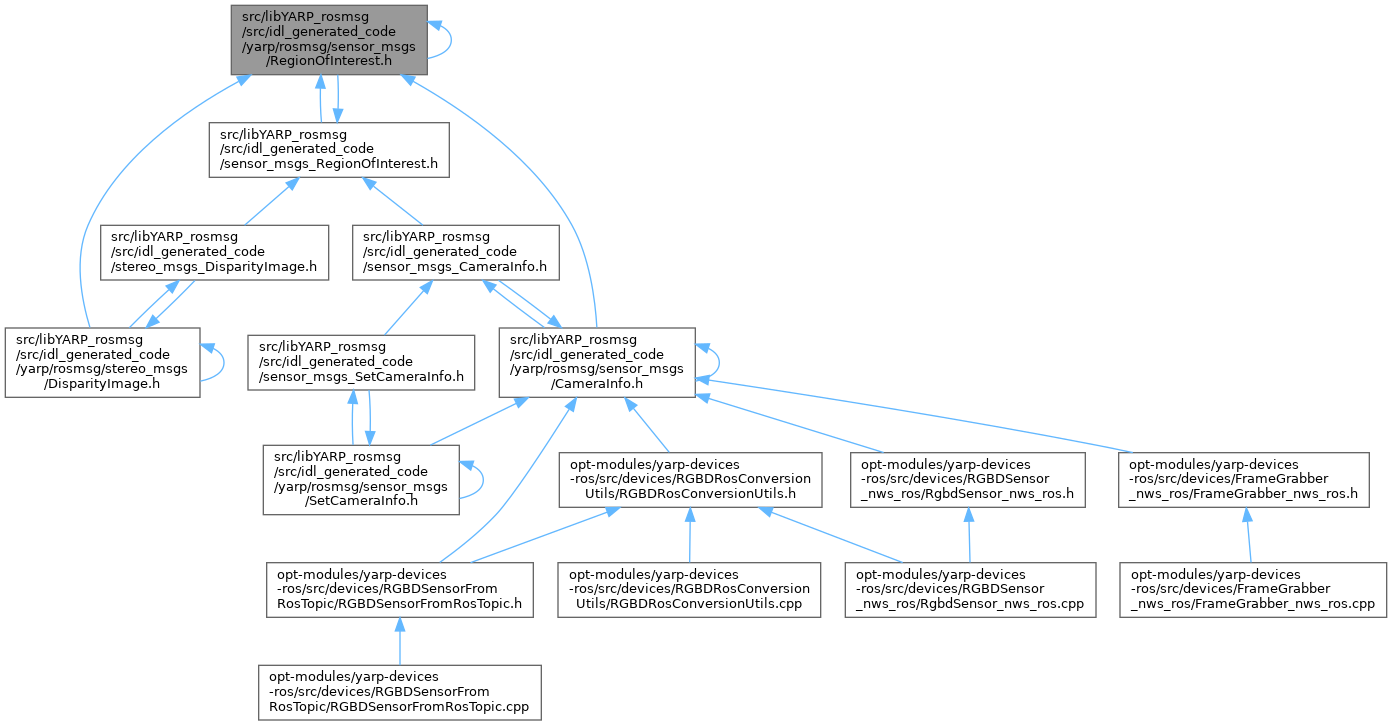 src/libYARP_rosmsg
/src/idl_generated_code
/yarp/rosmsg/sensor_msgs
/RegionOfInterest.h
src/libYARP_rosmsg
/src/idl_generated_code
/sensor_msgs_RegionOfInterest.h
src/libYARP_rosmsg
/src/idl_generated_code
/stereo_msgs_DisparityImage.h
src/libYARP_rosmsg
/src/idl_generated_code
/sensor_msgs_CameraInfo.h
src/libYARP_rosmsg
/src/idl_generated_code
/yarp/rosmsg/stereo_msgs
/DisparityImage.h
src/libYARP_rosmsg
/src/idl_generated_code
/sensor_msgs_SetCameraInfo.h
src/libYARP_rosmsg
/src/idl_generated_code
/yarp/rosmsg/sensor_msgs
/CameraInfo.h
src/libYARP_rosmsg
/src/idl_generated_code
/yarp/rosmsg/sensor_msgs
/SetCameraInfo.h
opt-modules/yarp-devices
-ros/src/devices/RGBDRosConversion
Utils/RGBDRosConversionUtils.h
opt-modules/yarp-devices
-ros/src/devices/RGBDSensor
_nws_ros/RgbdSensor_nws_ros.h
opt-modules/yarp-devices
-ros/src/devices/FrameGrabber
_nws_ros/FrameGrabber_nws_ros.h
opt-modules/yarp-devices
-ros/src/devices/RGBDSensorFrom
RosTopic/RGBDSensorFromRosTopic.h
opt-modules/yarp-devices
-ros/src/devices/RGBDRosConversion
Utils/RGBDRosConversionUtils.cpp
opt-modules/yarp-devices
-ros/src/devices/RGBDSensor
_nws_ros/RgbdSensor_nws_ros.cpp
opt-modules/yarp-devices
-ros/src/devices/FrameGrabber
_nws_ros/FrameGrabber_nws_ros.cpp
opt-modules/yarp-devices
-ros/src/devices/RGBDSensorFrom
RosTopic/RGBDSensorFromRosTopic.cpp